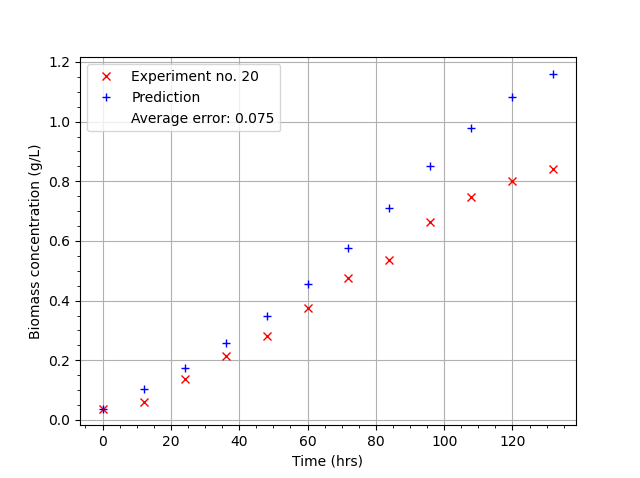 Experiment no. 20
Prediction
Average error: 0.075
Biomass concentration (g/L)
1.2
1.0
0.8
0.6
0.4
0.2
0.0
0 20 40 60 80 100 120
Time (hrs)